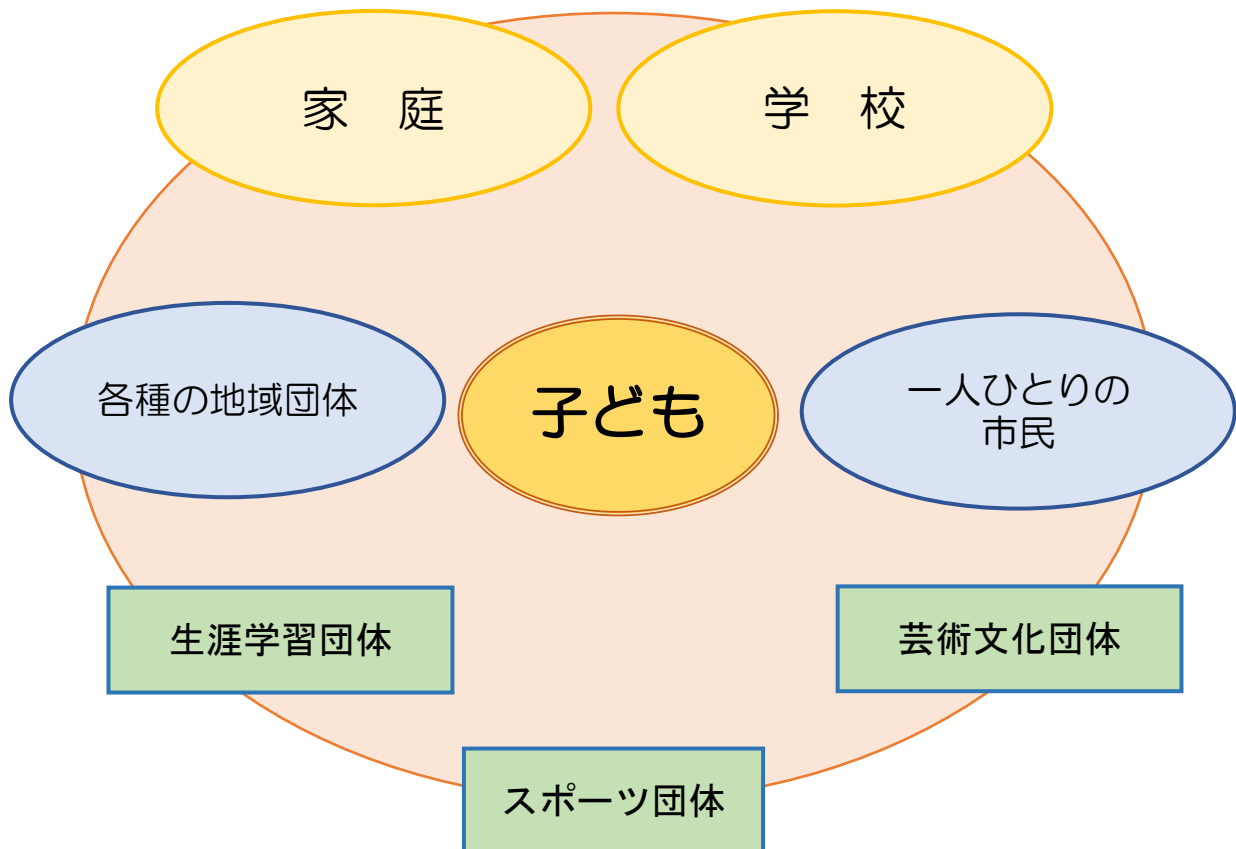 家　庭
学　校
各種の地域団体
子ども
一人ひとりの
市民
生涯学習団体
芸術文化団体
スポーツ団体